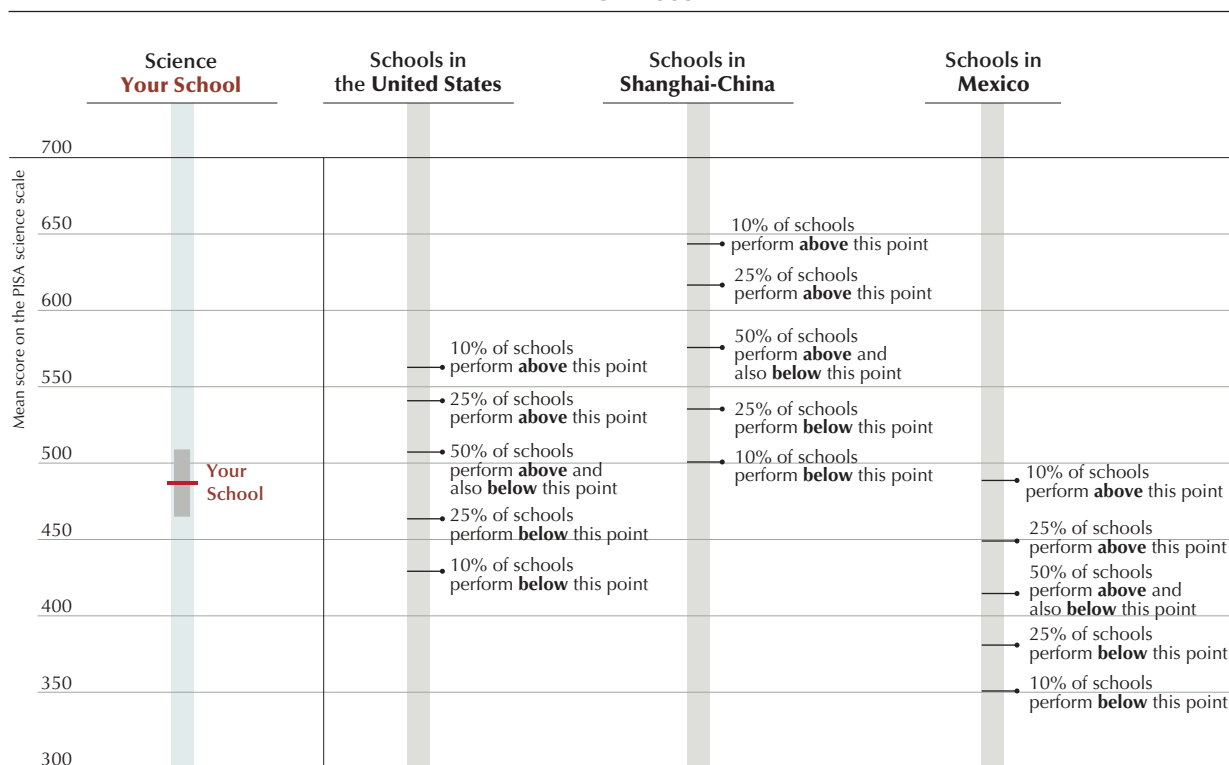 Science
Your School
Schools in
the United States
Schools in
Shanghai-China
Schools in
Mexico
Mean score on the PISA science scale
700
650
600
550
500
450
400
350
300
Your
School
10% of schools
perform above this point
25% of schools
perform above this point
50% of schools
perform above and
also below this point
25% of schools
perform below this point
10% of schools
perform below this point
10% of schools
perform above this point
25% of schools
perform above this point
50% of schools
perform above and
also below this point
25% of schools
perform below this point
10% of schools
perform below this point
10% of schools
perform above this point
25% of schools
perform above this point
50% of schools
perform above and
also below this point
25% of schools
perform below this point
10% of schools
perform below this point